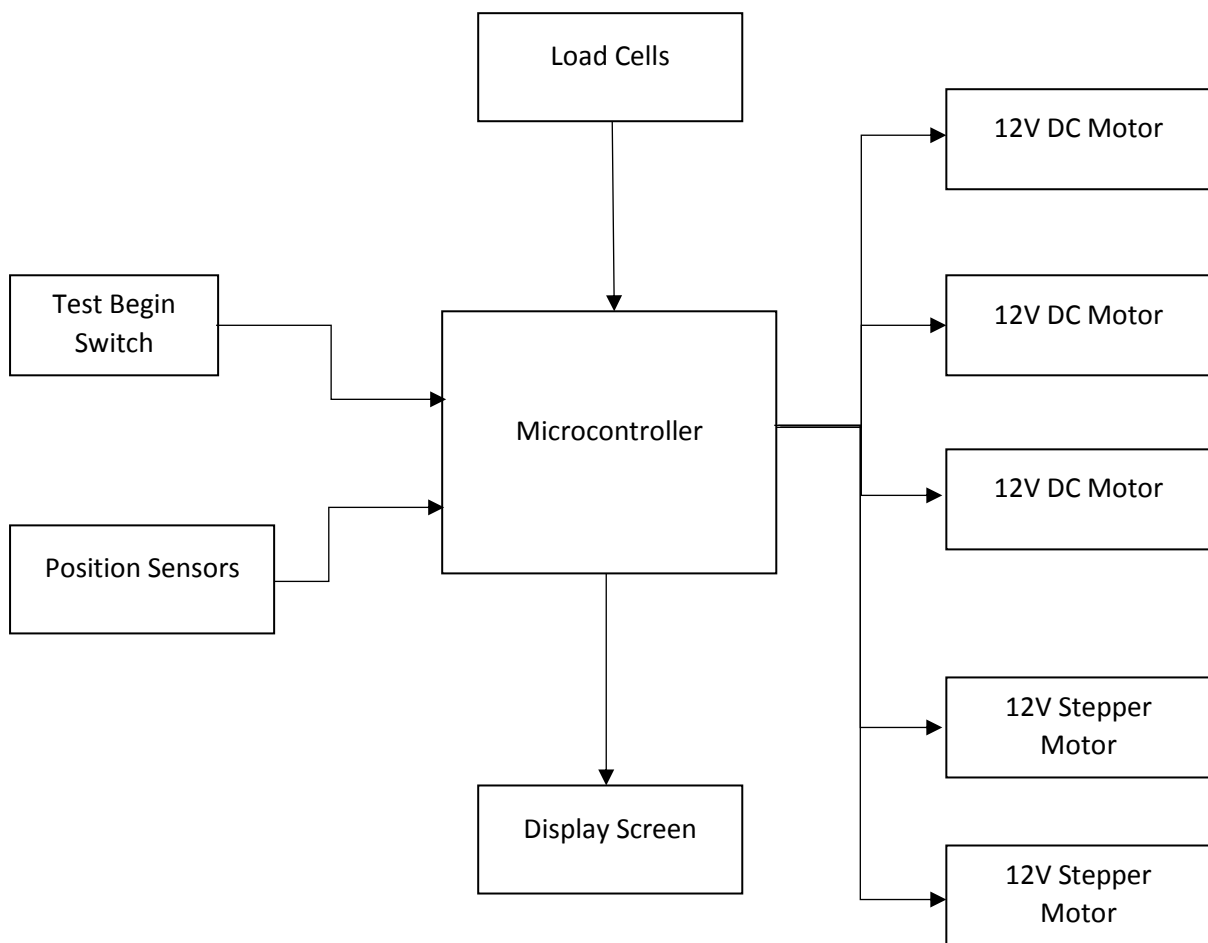 Load Cells
12V DC Motor
Test Begin
Switch
12V DC Motor
Microcontroller
12V DC Motor
Position Sensors
12V Stepper
Motor
Display Screen
12V Stepper
Motor